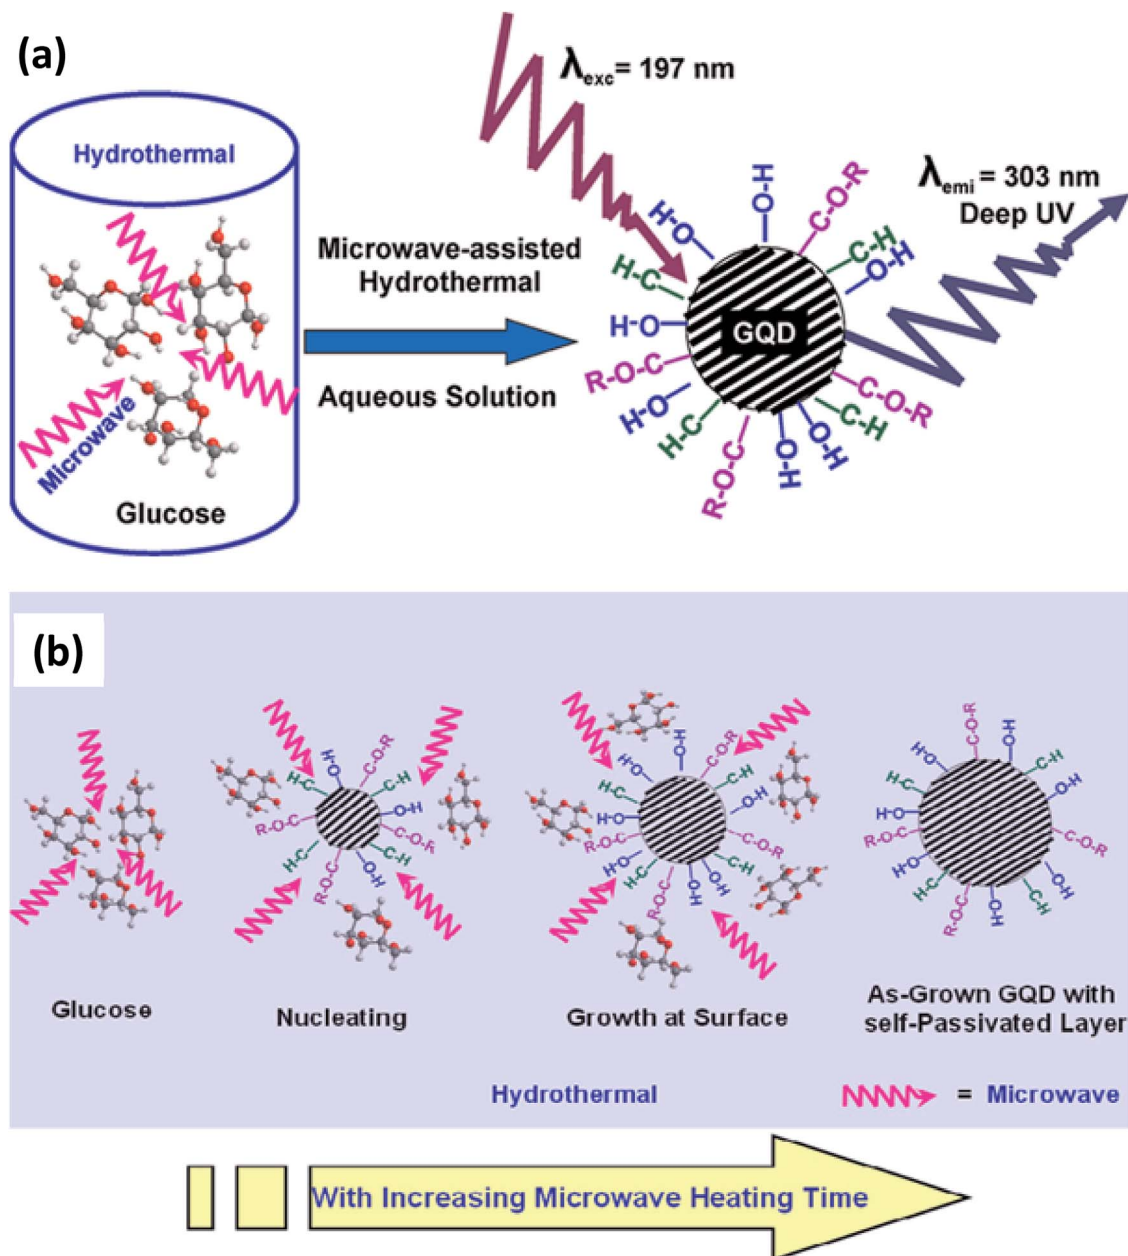 (a)
λexc = 197 nm
Hydrothermal
λemi = 303 nm
Deep UV
Microwave-assisted
Hydrothermal
Aqueous Solution
Microwave
Glucose
GQD
H-O
O-H
C-O-R
C-H
O-H
H-C
H-O
R-O-C
H-O
H-C
R-O-C
O-H
O-H
C-H
C-O-R
(b)
H-O
C-O-R
H-C
C-H
O-H
R-O-C
C-O-R
H-C
C-H
R-O-C
O-H
O-H
H-O
C-O-R
H-C
C-H
H-O
O-H
R-O-C
C-O-R
H-O
C-H
H-C
O-H
R-O-C
O-H
C-O-R
O-H
H-O
C-H
H-C
O-H
H-O
R-O-C
C-O-R
H-O
O-H
H-C
C-H
R-O-C
O-H
Glucose
Nucleating
Growth at Surface
As-Grown GQD with
self-Passivated Layer
Hydrothermal
= Microwave
With Increasing Microwave Heating Time